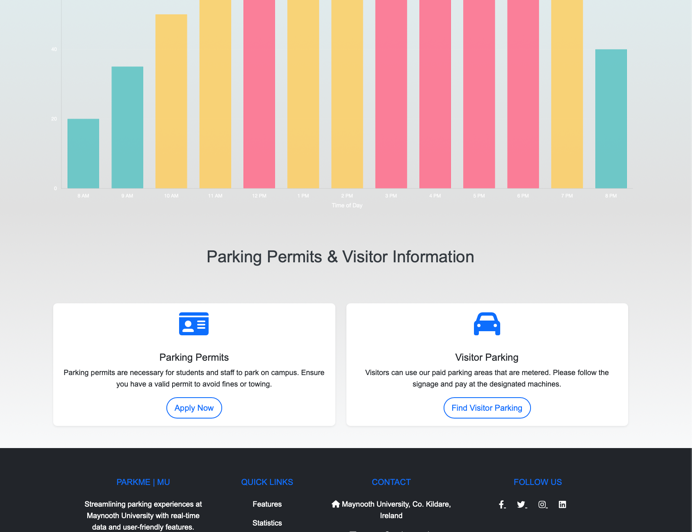 40
20
0
8 AM 9 AM 10 AM 11 AM 12 PM 1 PM 2 PM 3 PM 4 PM 5 PM 6 PM 7 PM 8 PM
Time of Day
Parking Permits & Visitor Information
Parking Permits
Parking permits are necessary for students and staff to park on campus. Ensure
you have a valid permit to avoid fines or towing.
Apply Now
Visitor Parking
Visitors can use our paid parking areas that are metered. Please follow the
signage and pay at the designated machines.
Find Visitor Parking
PARKME | MU
Streamlining parking experiences at
Maynooth University with real-time
data and user-friendly features.
QUICK LINKS
Features
Statistics
CONTACT
Maynooth University, Co. Kildare,
Ireland
FOLLOW US